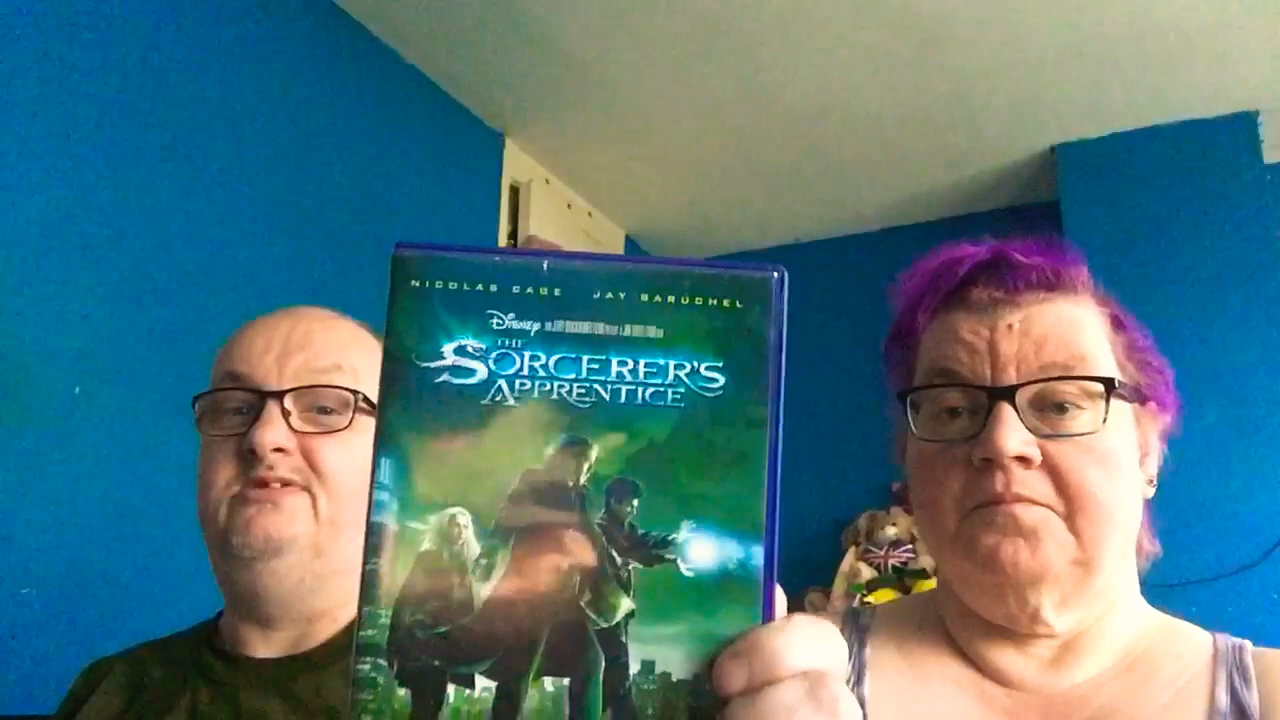 NICOLAS CAGE JAY BARUCHEL
Disney
THE
SORCERER'S
APPRENTICE